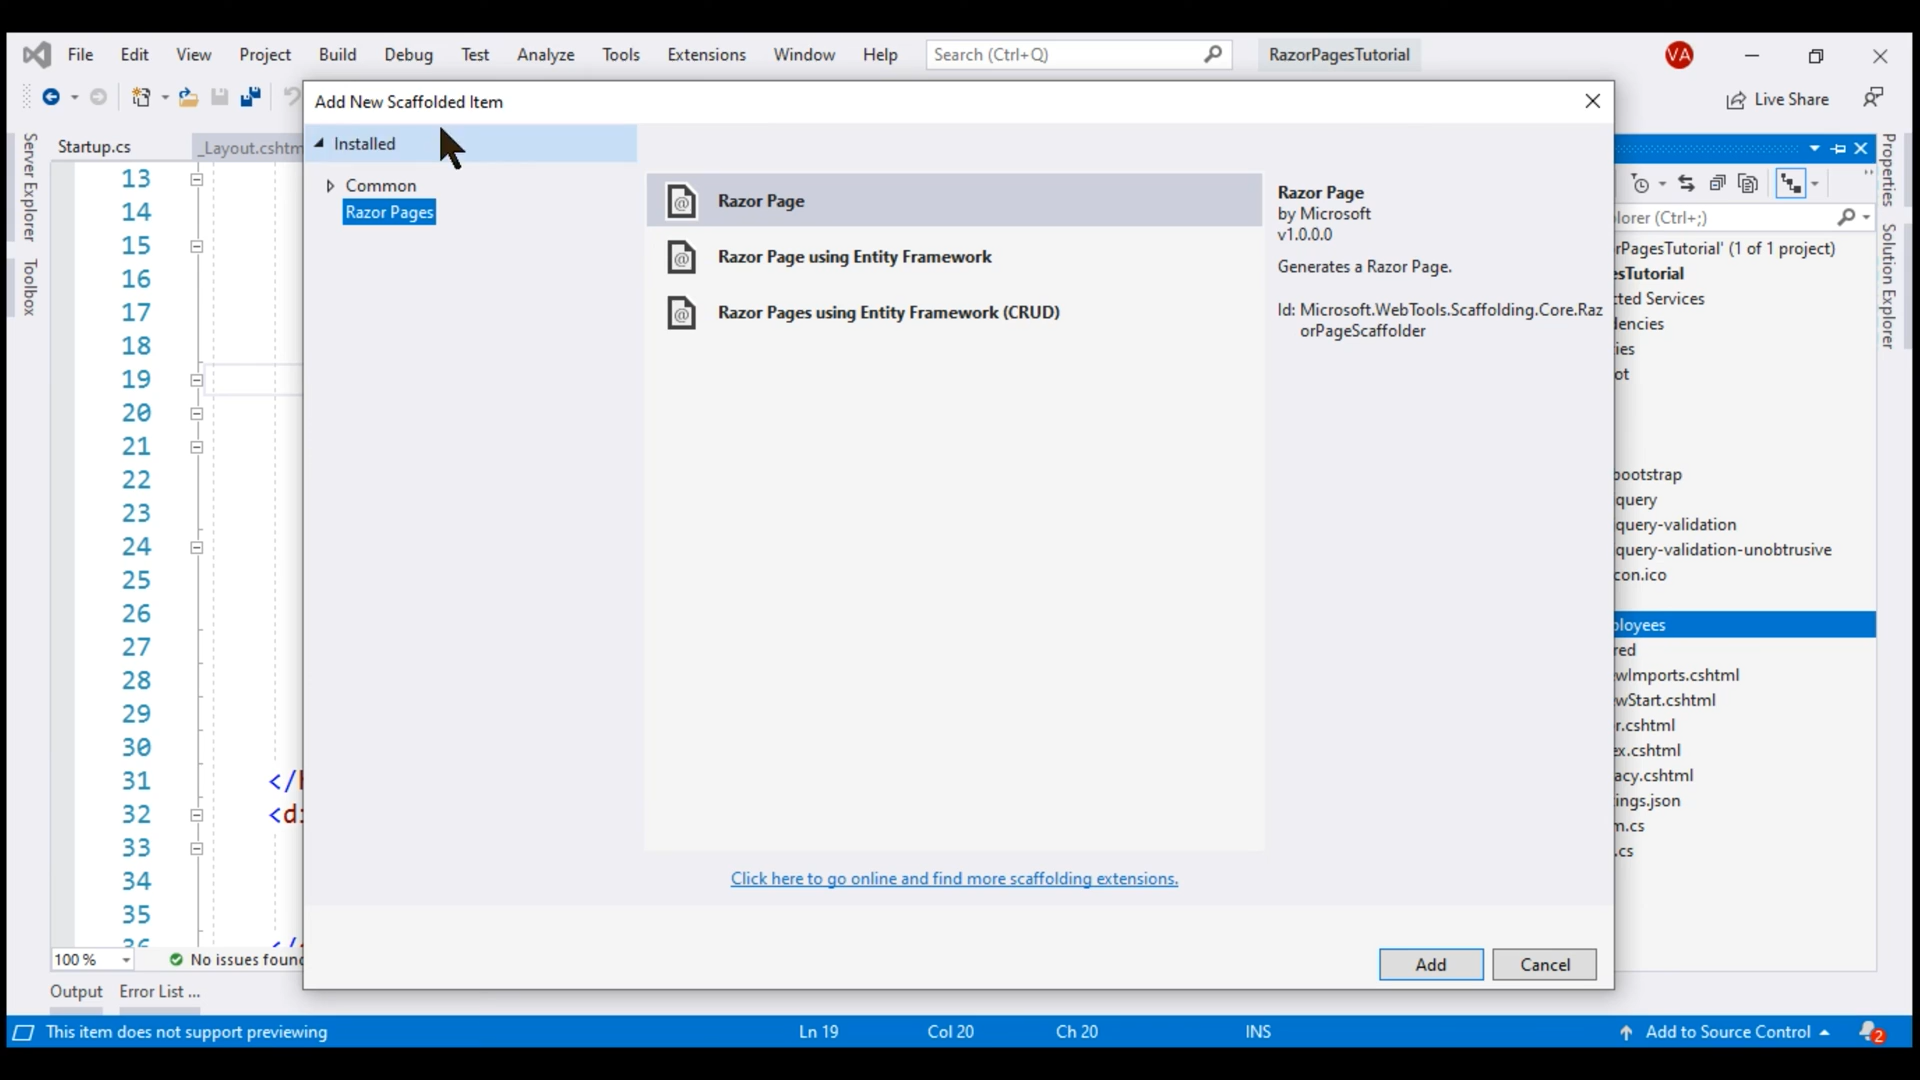 File Edit View Project Build Debug Test Analyze Tools Extensions Window Help Search (Ctrl+Q) RazorPagesTutorial VA
Live Share
Add New Scaffolded Item
Startup.cs _Layout.cshtm
Server Explorer
Toolbox
Properties
Solution Explorer
Installed
Common
Razor Pages
Razor Page
Razor Page using Entity Framework
Razor Pages using Entity Framework (CRUD)
Razor Page
by Microsoft
v1.0.0.0
Generates a Razor Page.
Id: Microsoft.WebTools.Scaffolding.Core.Raz
orPageScaffolder
Click here to go online and find more scaffolding extensions.
Add Cancel
13
14
15
16
17
18
19
20
21
22
23
24
25
26
27
28
29
30
31 </h
32 <di
33
34
35
36
lorer (Ctrl+;)
rPagesTutorial' (1 of 1 project)
esTutorial
cted Services
dencies
ies
ot
bootstrap
query
query-validation
query-validation-unobtrusive
con.ico
ployees
red
wImports.cshtml
wStart.cshtml
r.cshtml
ex.cshtml
acy.cshtml
ings.json
m.cs
.cs
100 % No issues found
Output Error List ...
This item does not support previewing Ln 19 Col 20 Ch 20 INS Add to Source Control 2